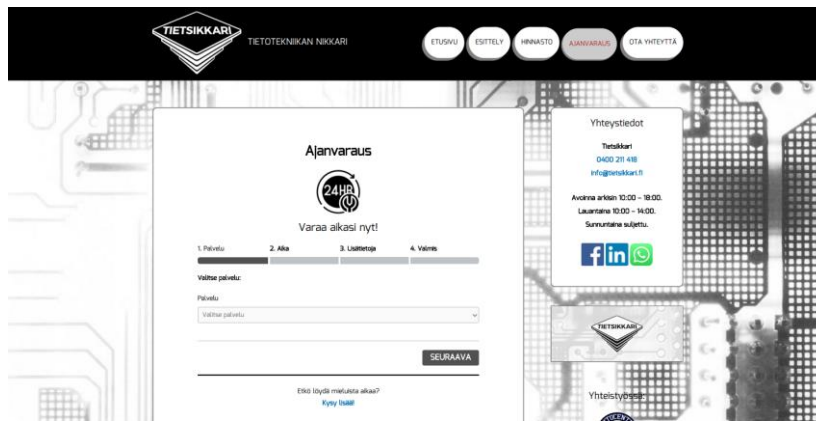 TIETSIKKARI
TIETOTEKNIIKAN NIKKARI
ETUSIVU
ESITTELY
HINNASTO
AJANVARAUS
OTA YHTEYTTÄ
Ajanvaraus
24HR
Varaa aikasi nyt!
1. Palvelu
2. Aika
3. Lisätietoja
4. Valmis
Valitse palvelu:
Palvelu
Valitse palvelu
SEURAAVA
Etkö löydä mieluista aikaa?
Kysy lisää!
Yhteystiedot
Tietsikkari
0400 211 418
info@tietsikkari.fi
Avoinna arkisin 10:00 – 18:00.
Lauantaina 10:00 – 14:00.
Sunnuntaina suljettu.
TIETSIKKARI
Yhteistyössä: